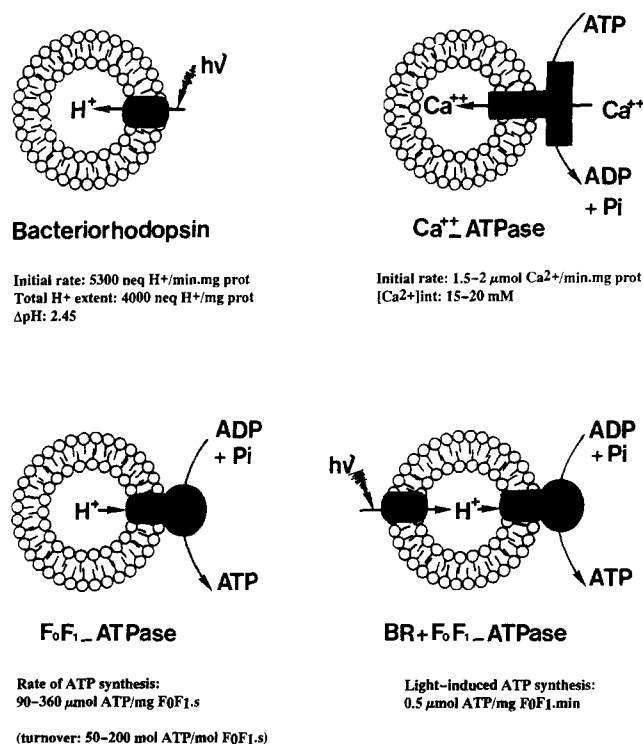 hν
H⁺
Bacteriorhodopsin
Initial rate: 5300 neq H+/min.mg prot
Total H+ extent: 4000 neq H+/mg prot
ΔpH: 2.45
ATP
Ca⁺⁺
Ca⁺⁺
ADP
+ Pi
Ca⁺⁺_ATPase
Initial rate: 1.5-2 μmol Ca2+/min.mg prot
[Ca2+]int: 15-20 mM
ADP
+ Pi
H⁺
ATP
F₀F₁_ATPase
Rate of ATP synthesis:
90-360 μmol ATP/mg F0F1.s
(turnover: 50-200 mol ATP/mol F0F1.s)
hν
H⁺
ADP
+ Pi
ATP
BR+F₀F₁_ATPase
Light-induced ATP synthesis:
0.5 μmol ATP/mg F0F1.min